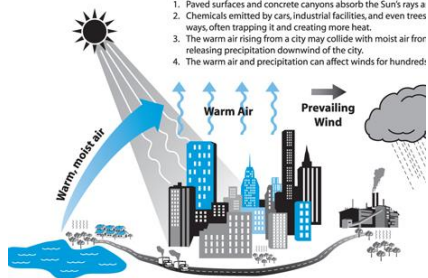 1. Paved surfaces and concrete canyons absorb the Sun's rays a
2. Chemicals emitted by cars, industrial facilities, and even trees
ways, often trapping it and creating more heat.
3. The warm air rising from a city may collide with moist air from
releasing precipitation downwind of the city.
4. The warm air and precipitation can affect winds for hundreds
Warm Air
Prevailing
Wind
Warm, moist air